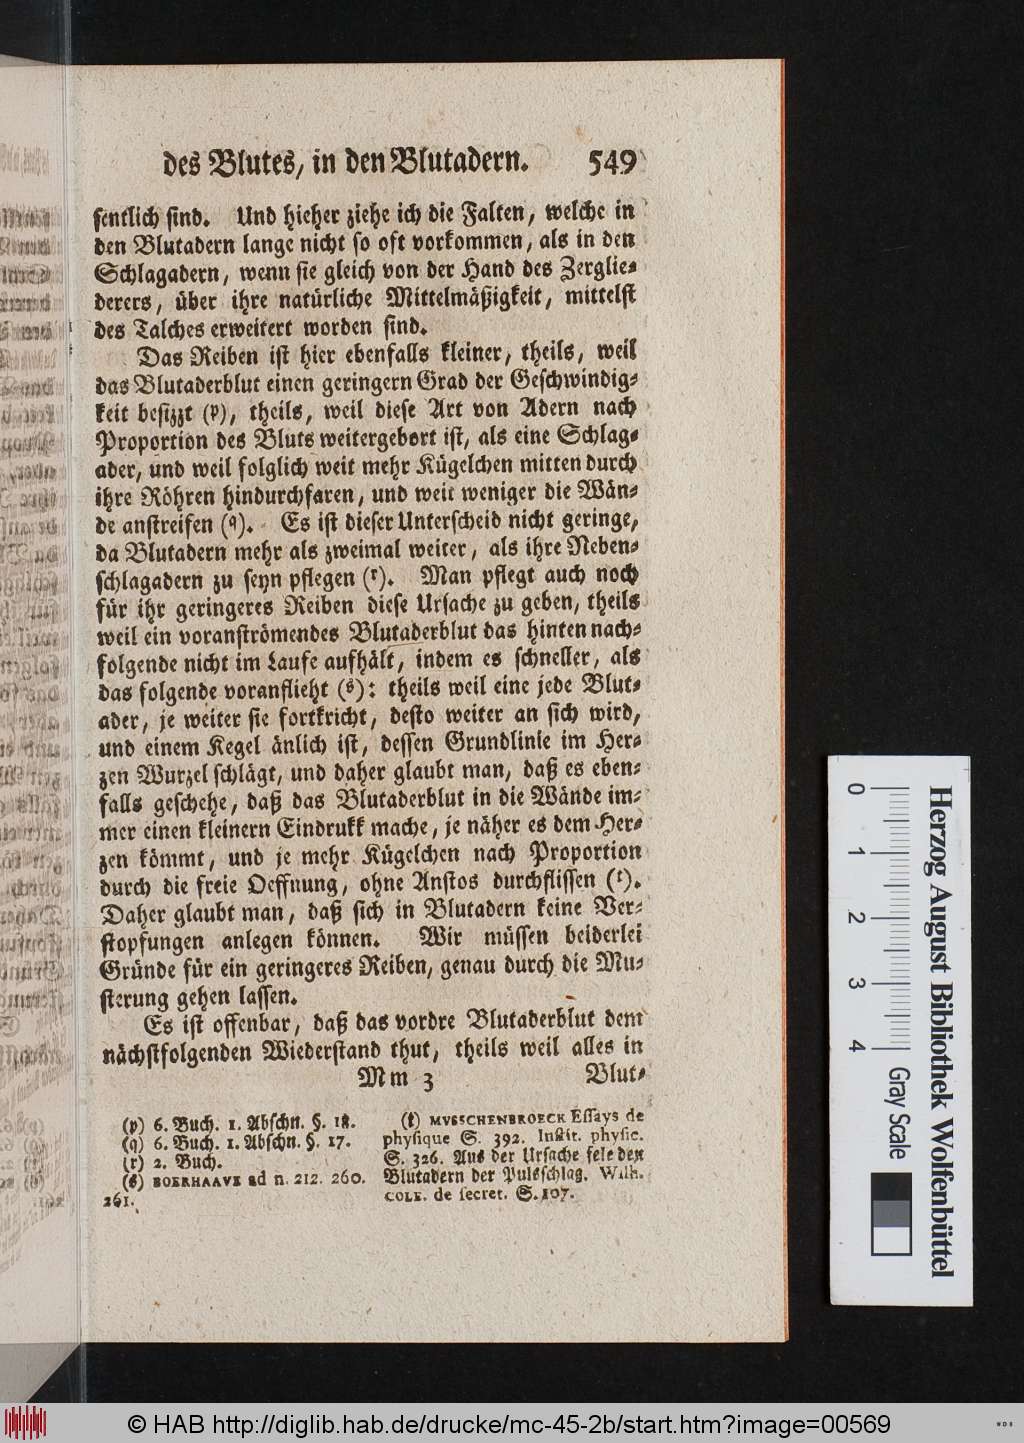 des Blutes, in den Blutadern. 549
sentlich sind. Und hieher ziehe ich die Falten, welche in
den Blutadern lange nicht so oft vorkommen, als in den
Schlagadern, wenn sie gleich von der Hand des Zerglie-
derers, über ihre natürliche Mittelmäßigkeit, mittelst
des Talches erweitert worden sind.
Das Reiben ist hier ebenfalls kleiner, theils, weil
das Blutaderblut einen geringern Grad der Geschwindig-
keit besizzt (p), theils, weil diese Art von Adern nach
Proportion des Bluts weitergebort ist, als eine Schlag-
ader, und weil folglich weit mehr Kügelchen mitten durch
ihre Röhren hindurchfaren, und weit weniger die Wän-
de anstreifen (q). Es ist dieser Unterscheid nicht geringe,
da Blutadern mehr als zweimal weiter, als ihre Neben-
schlagadern zu seyn pflegen (r). Man pflegt auch noch
für ihr geringeres Reiben diese Ursache zu geben, theils
weil ein voranströmendes Blutaderblut das hinten nach-
folgende nicht im Laufe aufhält, indem es schneller, als
das folgende voranflieht (s): theils weil eine jede Blut-
ader, je weiter sie fortkricht, desto weiter an sich wird,
und einem Kegel änlich ist, dessen Grundlinie im Her-
zen Wurzel schlägt, und daher glaubt man, daß es eben-
falls geschehe, daß das Blutaderblut in die Wände im-
mer einen kleinern Eindrukk mache, je näher es dem Her-
zen kömmt, und je mehr Kügelchen nach Proportion
durch die freie Oeffnung, ohne Anstos durchflissen (t).
Daher glaubt man, daß sich in Blutadern keine Ver-
stopfungen anlegen können. Wir müssen beiderlei
Gründe für ein geringeres Reiben, genau durch die Mu-
sterung gehen lassen.
Es ist offenbar, daß das vordre Blutaderblut dem
nächstfolgenden Wiederstand thut, theils weil alles in
Mm 3 Blut-
(p) 6. Buch. 1. Abschn. §. 18.
(q) 6. Buch. 1. Abschn. §. 17.
(r) 2. Buch.
(s) BOERHAAVE ad n. 212. 260.
261.
(t) MVSSCHENBROECK Essays de
physique S. 392. Instit. physic.
S. 326. Aus der Ursache fele den
Blutadern der Pulsschlag. Wilh.
COLE. de secret. S. 107.
0 1 2 3 4
Gray Scale
Herzog August Bibliothek Wolfenbüttel
© HAB http://diglib.hab.de/drucke/mc-45-2b/start.htm?image=00569